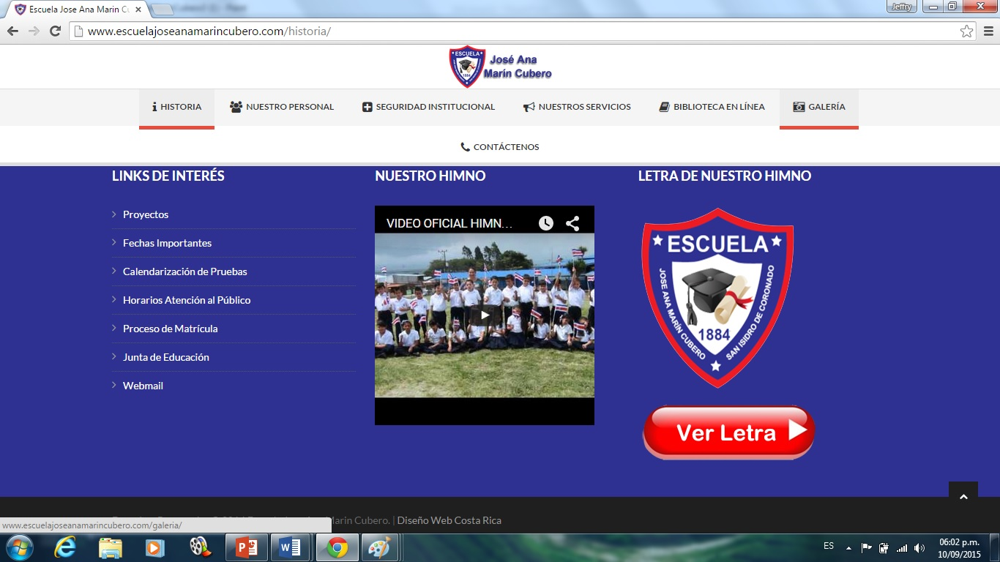 Escuela Jose Ana Marin Cu
Jeffry
www.escuelajoseanamarincubero.com/historia/
ESCUELA
1884
José Ana
Marín Cubero
HISTORIA
NUESTRO PERSONAL
SEGURIDAD INSTITUCIONAL
NUESTROS SERVICIOS
BIBLIOTECA EN LÍNEA
GALERÍA
CONTÁCTENOS
LINKS DE INTERÉS
Proyectos
Fechas Importantes
Calendarización de Pruebas
Horarios Atención al Público
Proceso de Matrícula
Junta de Educación
Webmail
NUESTRO HIMNO
VIDEO OFICIAL HIMN...
LETRA DE NUESTRO HIMNO
ESCUELA
JOSE ANA MARÍN CUBERO
SAN ISIDRO DE CORONADO
1884
Ver Letra
Marin Cubero. | Diseño Web Costa Rica
www.escuelajoseanamarincubero.com/galeria/
ES
06:02 p.m.
10/09/2015